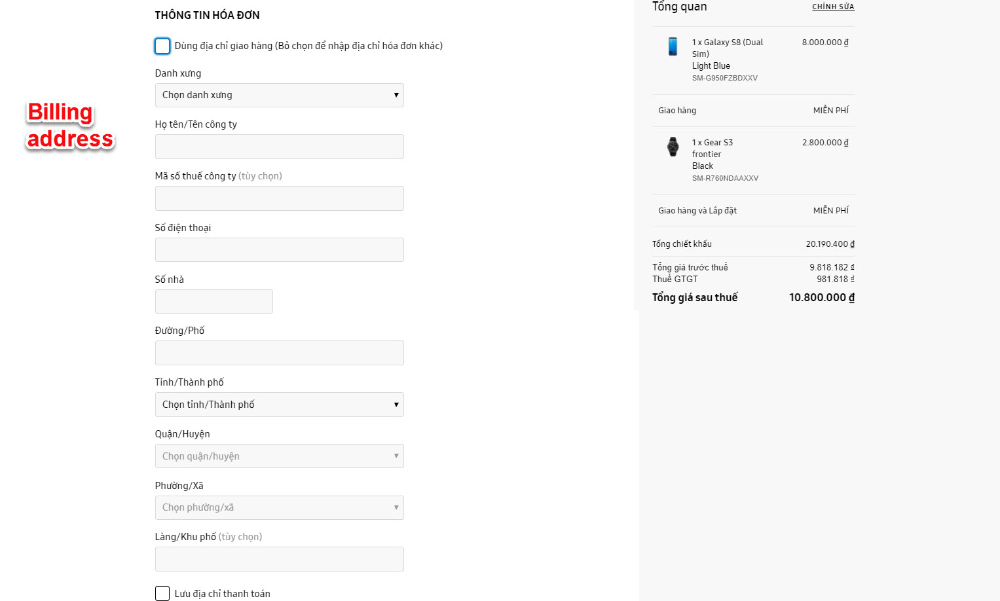 THÔNG TIN HÓA ĐƠN
Dùng địa chỉ giao hàng (Bỏ chọn để nhập địa chỉ hóa đơn khác)
Danh xưng
Chọn danh xưng
Billing
address
Họ tên/Tên công ty
Mã số thuế công ty (tùy chọn)
Số điện thoại
Số nhà
Đường/Phố
Tỉnh/Thành phố
Chọn tỉnh/Thành phố
Quận/Huyện
Chọn quận/huyện
Phường/Xã
Chọn phường/xã
Làng/Khu phố (tùy chọn)
Lưu địa chỉ thanh toán
Tổng quan CHỈNH SỬA
1 x Galaxy S8 (Dual 8.000.000 ₫
Sim)
Light Blue
SM-G950FZBDXXV
Giao hàng MIỄN PHÍ
1 x Gear S3 2.800.000 ₫
frontier
Black
SM-R760NDAAXXV
Giao hàng và Lắp đặt MIỄN PHÍ
Tổng chiết khấu 20.190.400 ₫
Tổng giá trước thuế 9.818.182 ₫
Thuế GTGT 981.818 ₫
Tổng giá sau thuế 10.800.000 ₫